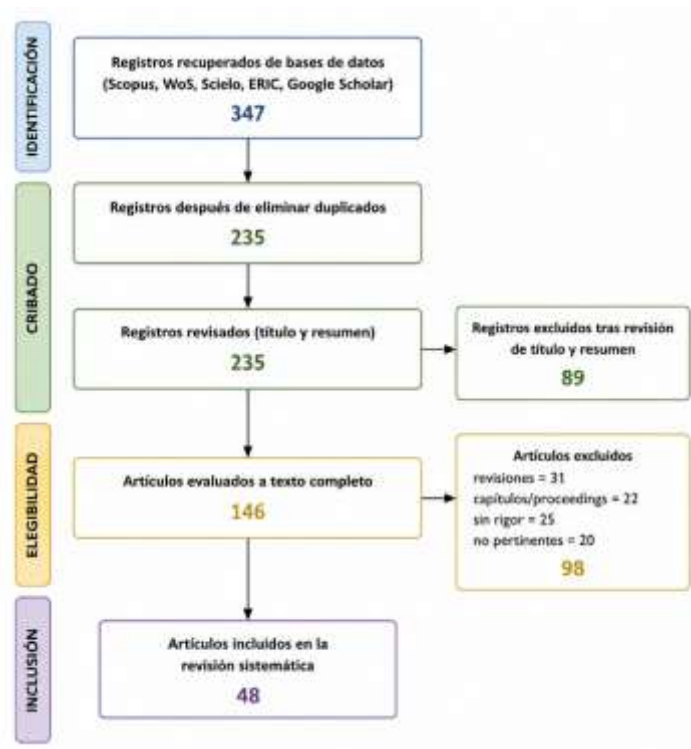 IDENTIFICACIÓN
Registros recuperados de bases de datos
(Scopus, WoS, Scielo, ERIC, Google Scholar)
347
CRIBADO
Registros después de eliminar duplicados
235
Registros revisados (título y resumen)
235
Registros excluidos tras revisión
de título y resumen
89
ELEGIBILIDAD
Artículos evaluados a texto completo
146
Artículos excluidos
revisiones = 31
capítulos/proceedings = 22
sin rigor = 25
no pertinentes = 20
98
INCLUSIÓN
Artículos incluidos en la
revisión sistemática
48